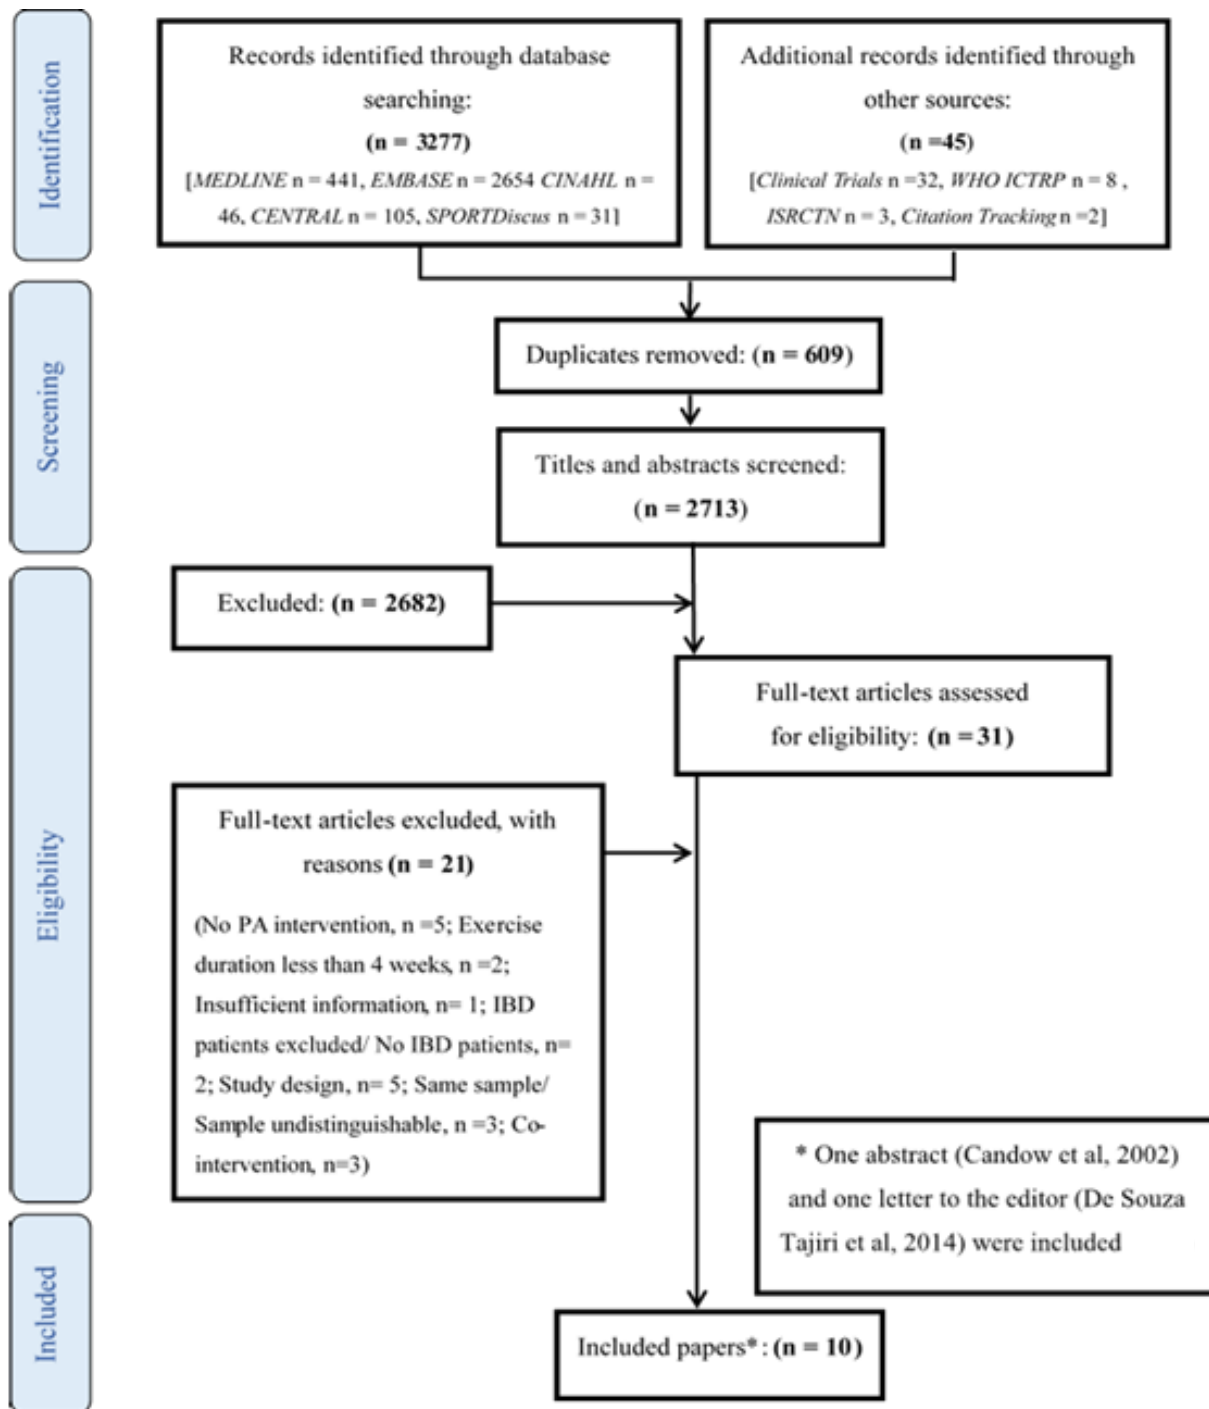 Identification
Records identified through database
searching:
(n = 3277)
[MEDLINE n = 441, EMBASE n = 2654 CINAHL n =
46, CENTRAL n = 105, SPORTDiscus n = 31]
Additional records identified through
other sources:
(n =45)
[Clinical Trials n =32, WHO ICTRP n = 8 ,
ISRCTN n = 3, Citation Tracking n =2]
Screening
Duplicates removed: (n = 609)
Titles and abstracts screened:
(n = 2713)
Eligibility
Excluded: (n = 2682)
Full-text articles assessed
for eligibility: (n = 31)
Full-text articles excluded, with
reasons (n = 21)
(No PA intervention, n =5; Exercise
duration less than 4 weeks, n =2;
Insufficient information, n= 1; IBD
patients excluded/ No IBD patients, n=
2; Study design, n= 5; Same sample/
Sample undistinguishable, n =3; Co-
intervention, n=3)
* One abstract (Candow et al, 2002)
and one letter to the editor (De Souza
Tajiri et al, 2014) were included
Included
Included papers* : (n = 10)